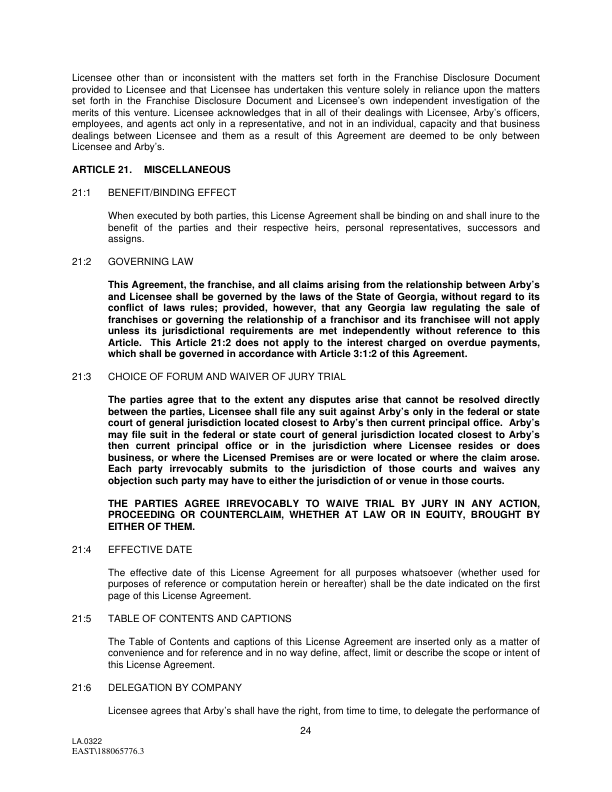 Licensee other than or inconsistent with the matters set forth in the Franchise Disclosure Document
provided to Licensee and that Licensee has undertaken this venture solely in reliance upon the matters
set forth in the Franchise Disclosure Document and Licensee's own independent investigation of the
merits of this venture. Licensee acknowledges that in all of their dealings with Licensee, Arby's officers,
employees, and agents act only in a representative, and not in an individual, capacity and that business
dealings between Licensee and them as a result of this Agreement are deemed to be only between
Licensee and Arby's.
ARTICLE 21. MISCELLANEOUS
21:1 BENEFIT/BINDING EFFECT
When executed by both parties, this License Agreement shall be binding on and shall inure to the
benefit of the parties and their respective heirs, personal representatives, successors and
assigns.
21:2 GOVERNING LAW
This Agreement, the franchise, and all claims arising from the relationship between Arby's
and Licensee shall be governed by the laws of the State of Georgia, without regard to its
conflict of laws rules; provided, however, that any Georgia law regulating the sale of
franchises or governing the relationship of a franchisor and its franchisee will not apply
unless its jurisdictional requirements are met independently without reference to this
Article. This Article 21:2 does not apply to the interest charged on overdue payments,
which shall be governed in accordance with Article 3:1:2 of this Agreement.
21:3 CHOICE OF FORUM AND WAIVER OF JURY TRIAL
The parties agree that to the extent any disputes arise that cannot be resolved directly
between the parties, Licensee shall file any suit against Arby's only in the federal or state
court of general jurisdiction located closest to Arby's then current principal office. Arby's
may file suit in the federal or state court of general jurisdiction located closest to Arby's
then current principal office or in the jurisdiction where Licensee resides or does
business, or where the Licensed Premises are or were located or where the claim arose.
Each party irrevocably submits to the jurisdiction of those courts and waives any
objection such party may have to either the jurisdiction of or venue in those courts.
THE PARTIES AGREE IRREVOCABLY TO WAIVE TRIAL BY JURY IN ANY ACTION,
PROCEEDING OR COUNTERCLAIM, WHETHER AT LAW OR IN EQUITY, BROUGHT BY
EITHER OF THEM.
21:4 EFFECTIVE DATE
The effective date of this License Agreement for all purposes whatsoever (whether used for
purposes of reference or computation herein or hereafter) shall be the date indicated on the first
page of this License Agreement.
21:5 TABLE OF CONTENTS AND CAPTIONS
The Table of Contents and captions of this License Agreement are inserted only as a matter of
convenience and for reference and in no way define, affect, limit or describe the scope or intent of
this License Agreement.
21:6 DELEGATION BY COMPANY
Licensee agrees that Arby's shall have the right, from time to time, to delegate the performance of
24
LA.0322
EAST\188065776.3